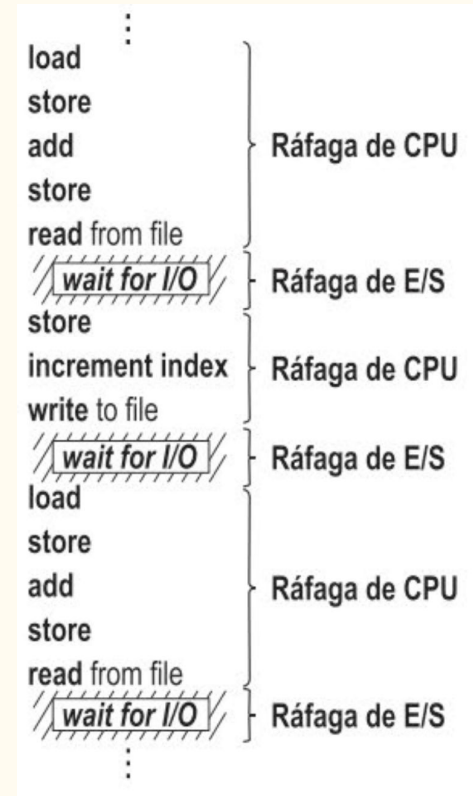 ⋮
load
store
add Ráfaga de CPU
store
read from file
wait for I/O Ráfaga de E/S
store
increment index Ráfaga de CPU
write to file
wait for I/O Ráfaga de E/S
load
store
add Ráfaga de CPU
store
read from file
wait for I/O Ráfaga de E/S
⋮